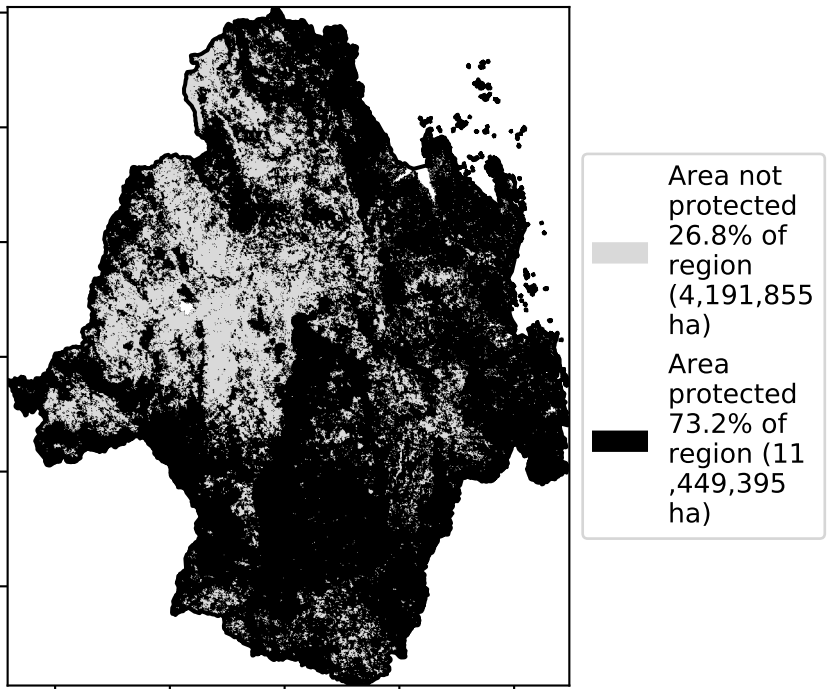 Area not
protected
26.8% of
region
(4,191,855
ha)
Area
protected
73.2% of
region (11
,449,395
ha)